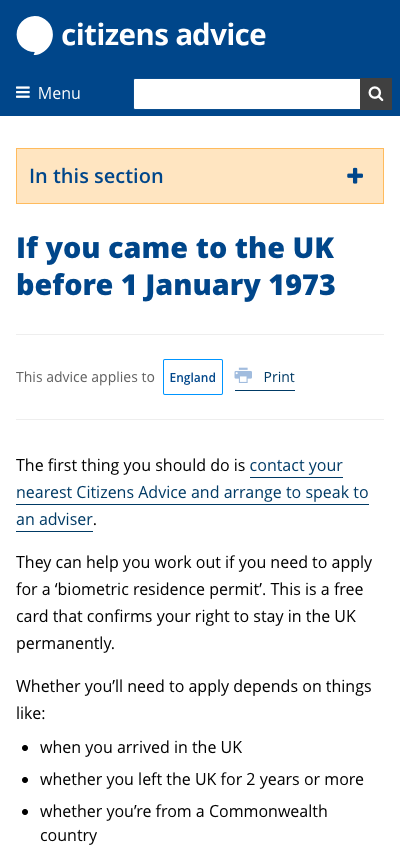 citizens advice
Menu
In this section
If you came to the UK
before 1 January 1973
This advice applies to England Print
The first thing you should do is contact your
nearest Citizens Advice and arrange to speak to
an adviser.
They can help you work out if you need to apply
for a ‘biometric residence permit’. This is a free
card that confirms your right to stay in the UK
permanently.
Whether you’ll need to apply depends on things
like:
• when you arrived in the UK
• whether you left the UK for 2 years or more
• whether you’re from a Commonwealth
country